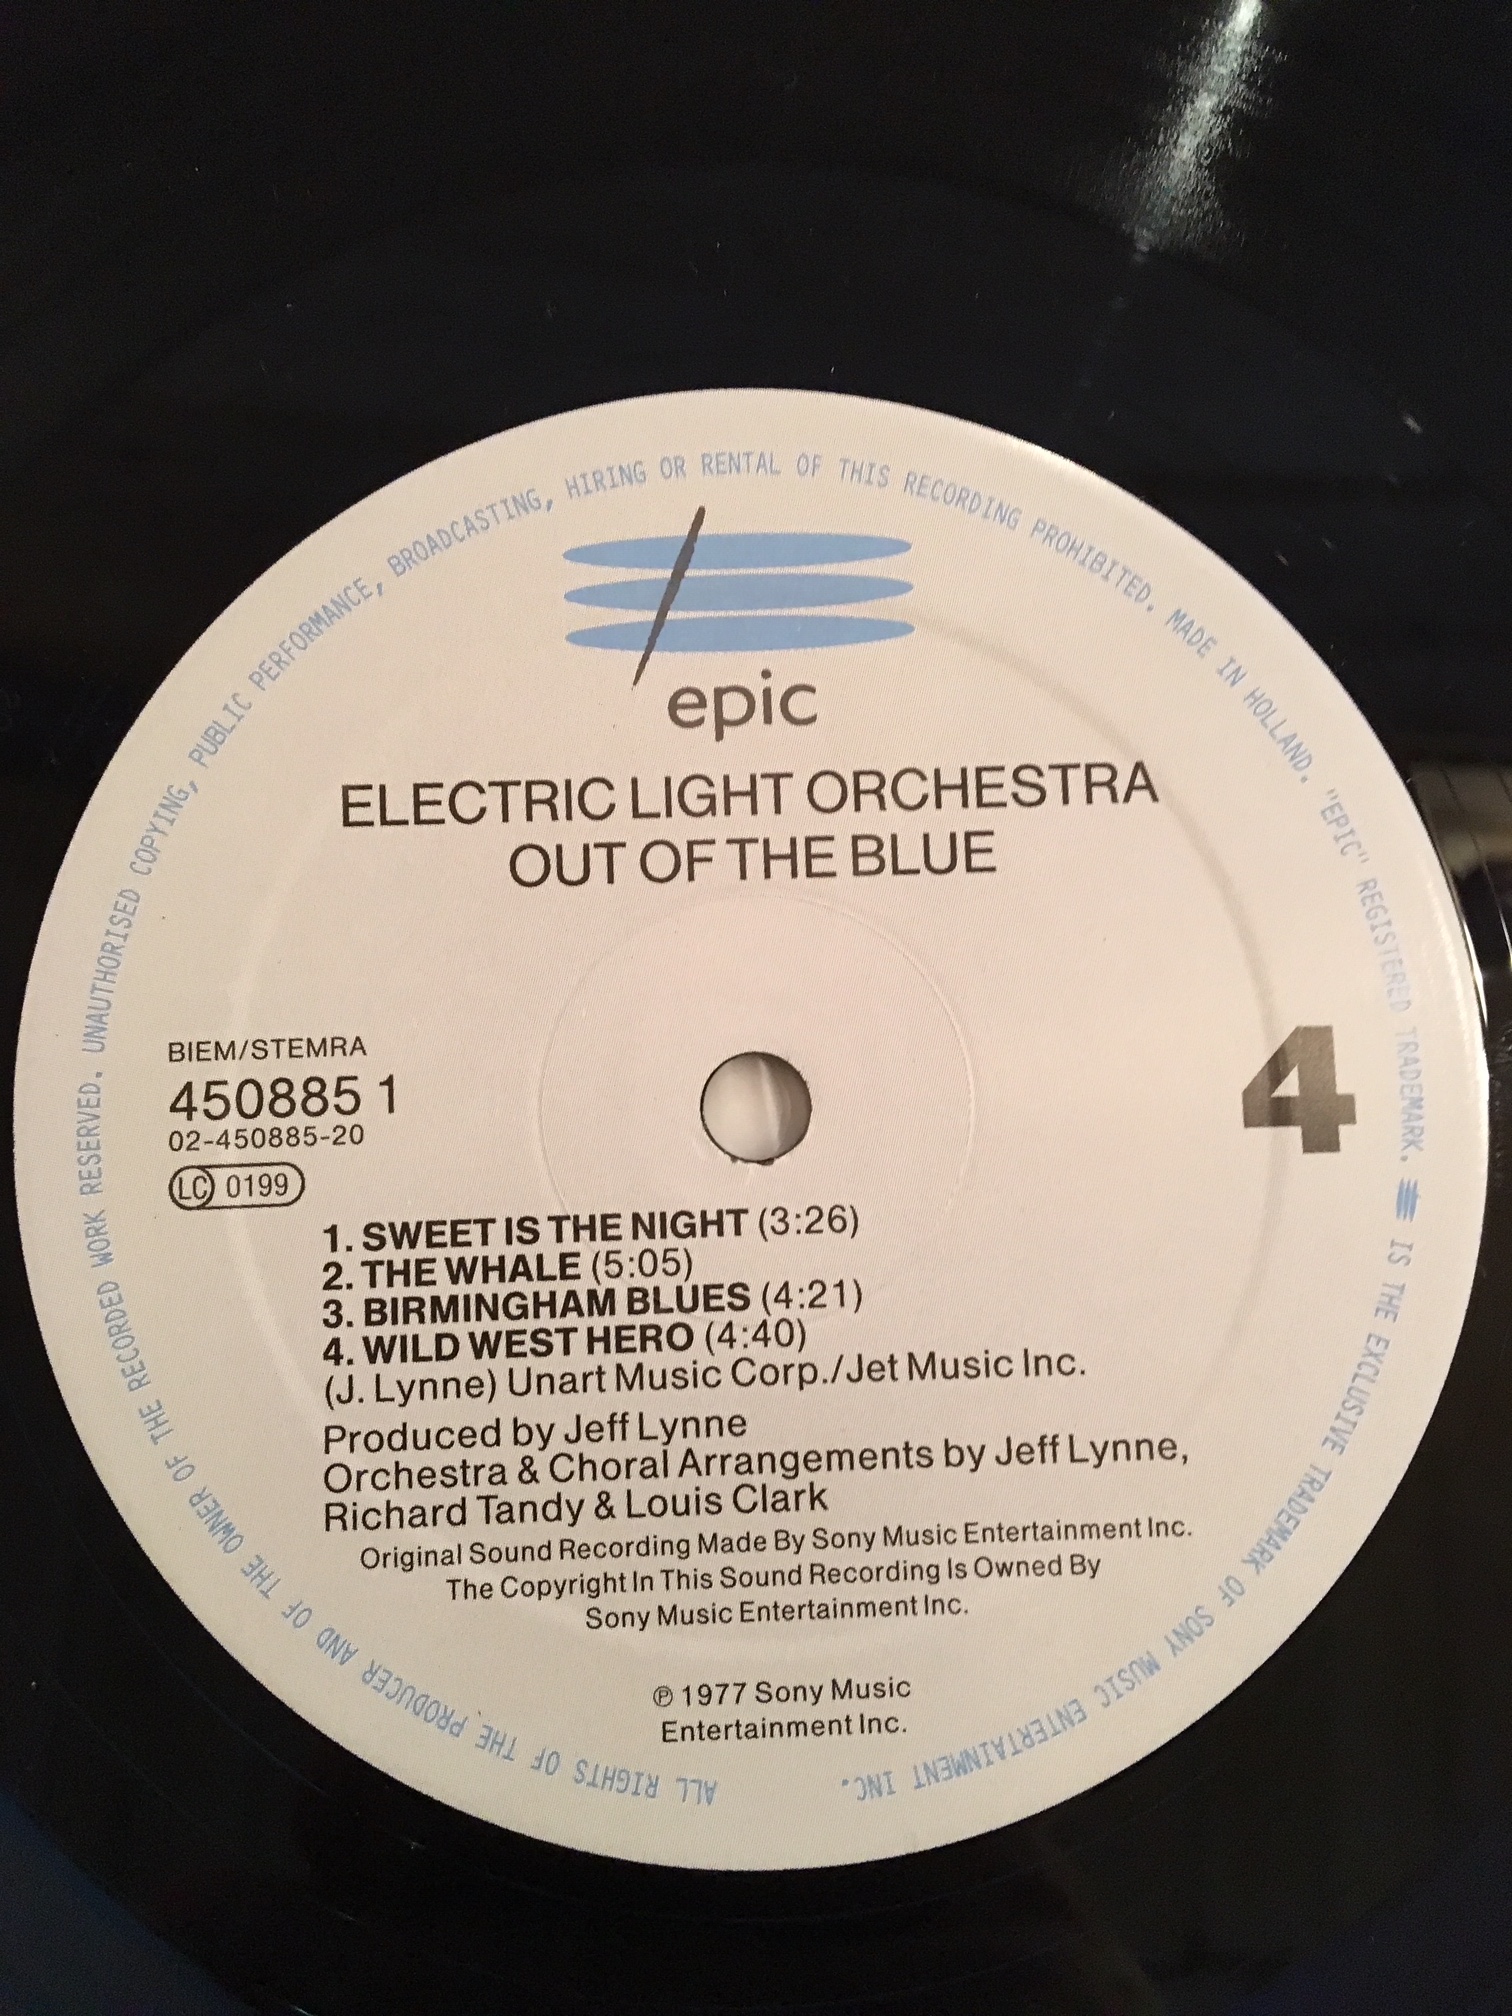 ALL RIGHTS OF THE PRODUCER AND OF THE OWNER OF THE RECORDED WORK RESERVED. UNAUTHORISED COPYING, PUBLIC PERFORMANCE, BROADCASTING, HIRING OR RENTAL OF THIS RECORDING PROHIBITED. MADE IN HOLLAND. "EPIC" REGISTERED TRADEMARK. IS THE EXCLUSIVE TRADEMARK OF SONY MUSIC ENTERTAINMENT INC.
epic
ELECTRIC LIGHT ORCHESTRA
OUT OF THE BLUE
BIEM/STEMRA
450885 1
02-450885-20
LC 0199
4
1. SWEET IS THE NIGHT (3:26)
2. THE WHALE (5:05)
3. BIRMINGHAM BLUES (4:21)
4. WILD WEST HERO (4:40)
(J. Lynne) Unart Music Corp./Jet Music Inc.
Produced by Jeff Lynne
Orchestra & Choral Arrangements by Jeff Lynne,
Richard Tandy & Louis Clark
Original Sound Recording Made By Sony Music Entertainment Inc.
The Copyright In This Sound Recording Is Owned By
Sony Music Entertainment Inc.
℗ 1977 Sony Music
Entertainment Inc.